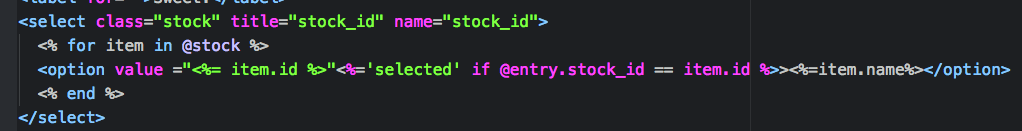 <select class="stock" title="stock_id" name="stock_id">
<% for item in @stock %>
<option value ="<%= item.id %>"<%='selected' if @entry.stock_id == item.id %>><%=item.name%></option>
<% end %>
</select>